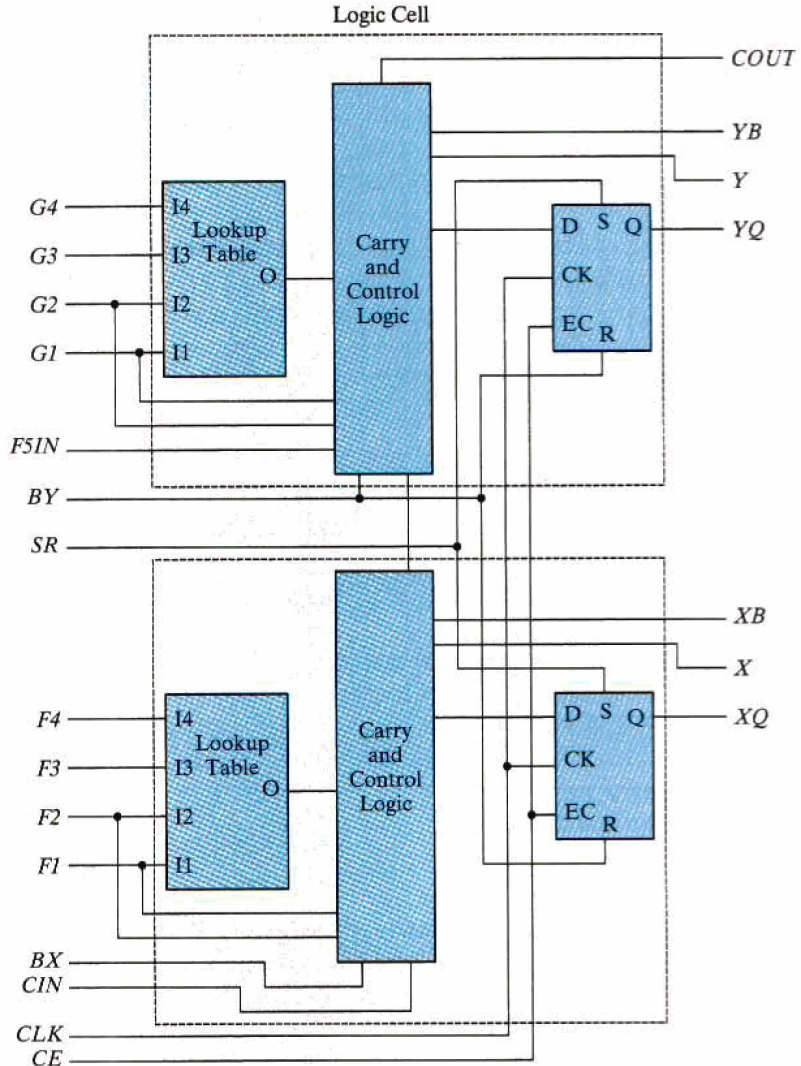 Logic Cell
COUT
YB
Y
G4
I4
Lookup
Table
G3
I3
O
G2
I2
G1
I1
Carry
and
Control
Logic
D S Q
YQ
CK
EC R
F5IN
BY
SR
XB
X
F4
I4
Lookup
Table
F3
I3
O
F2
I2
F1
I1
Carry
and
Control
Logic
D S Q
XQ
CK
EC R
BX
CIN
CLK
CE